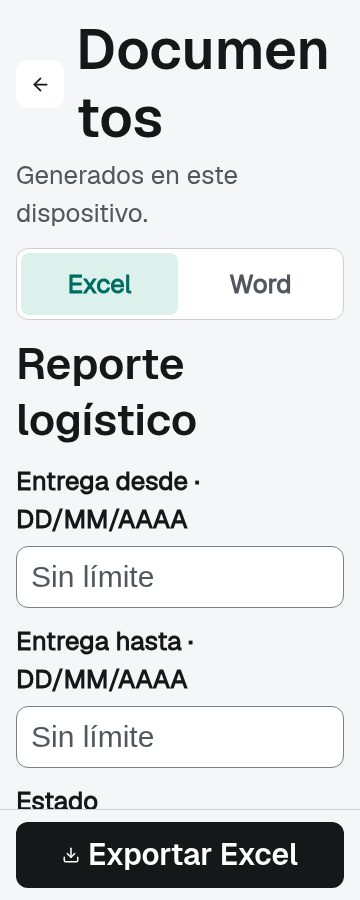 Documen
tos
Generados en este
dispositivo.
Excel
Word
Reporte
logístico
Entrega desde ·
DD/MM/AAAA
Sin límite
Entrega hasta ·
DD/MM/AAAA
Sin límite
Estado
Exportar Excel